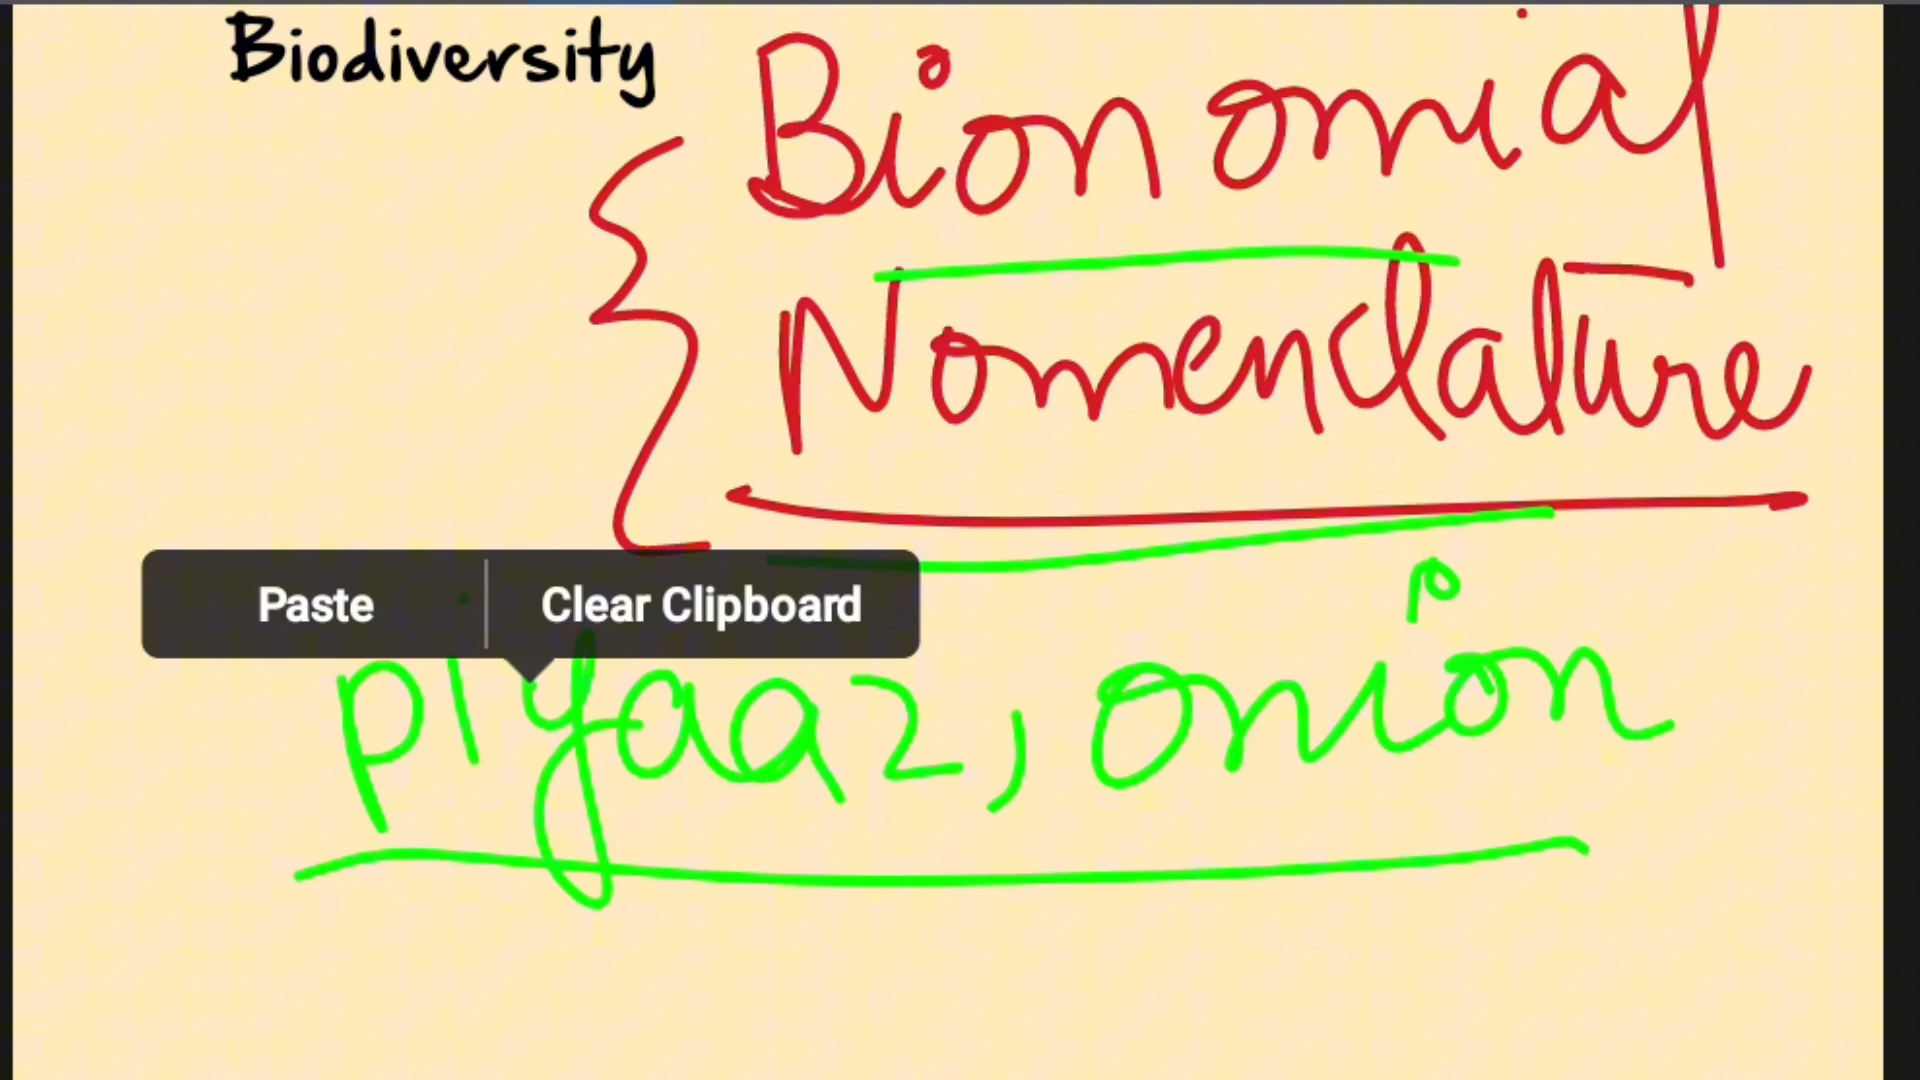 Biodiversity
Bionomial
Nomenclature
Paste Clear Clipboard
piyaaz, onion